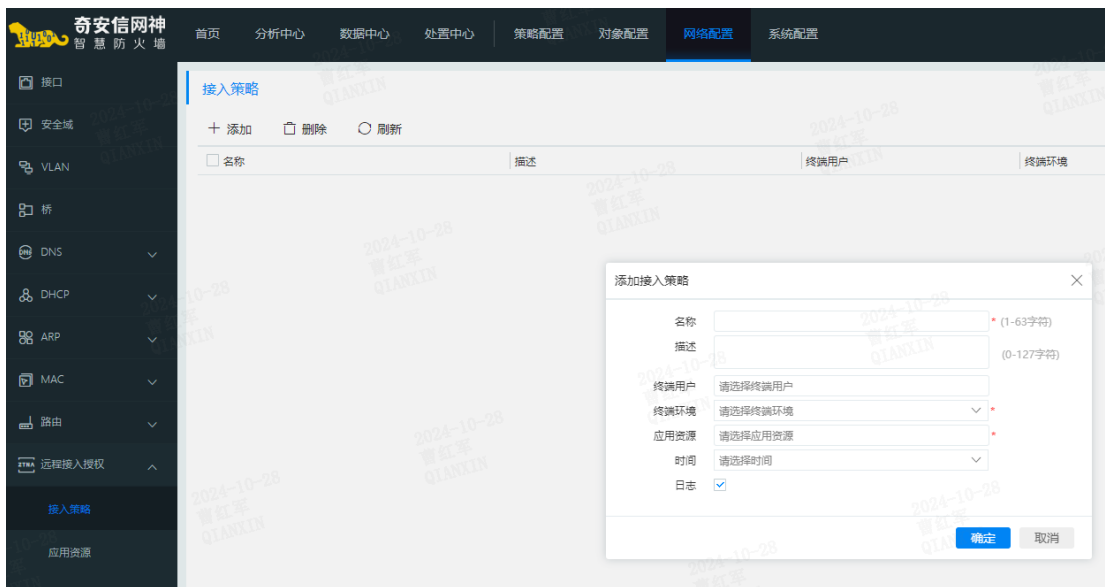 奇安信网神
智慧防火墙
首页 分析中心 数据中心 处置中心 策略配置 对象配置 网络配置 系统配置
接口
安全域
VLAN
桥
DNS
DHCP
ARP
MAC
路由
ZTNA 远程接入授权
接入策略
应用资源
接入策略
添加 删除 刷新
名称 描述 终端用户 终端环境
添加接入策略
名称 * (1-63字符)
描述 (0-127字符)
终端用户 请选择终端用户
终端环境 请选择终端环境 *
应用资源 请选择应用资源 *
时间 请选择时间
日志
确定 取消
2024-10-28
曹红军
QIANXIN